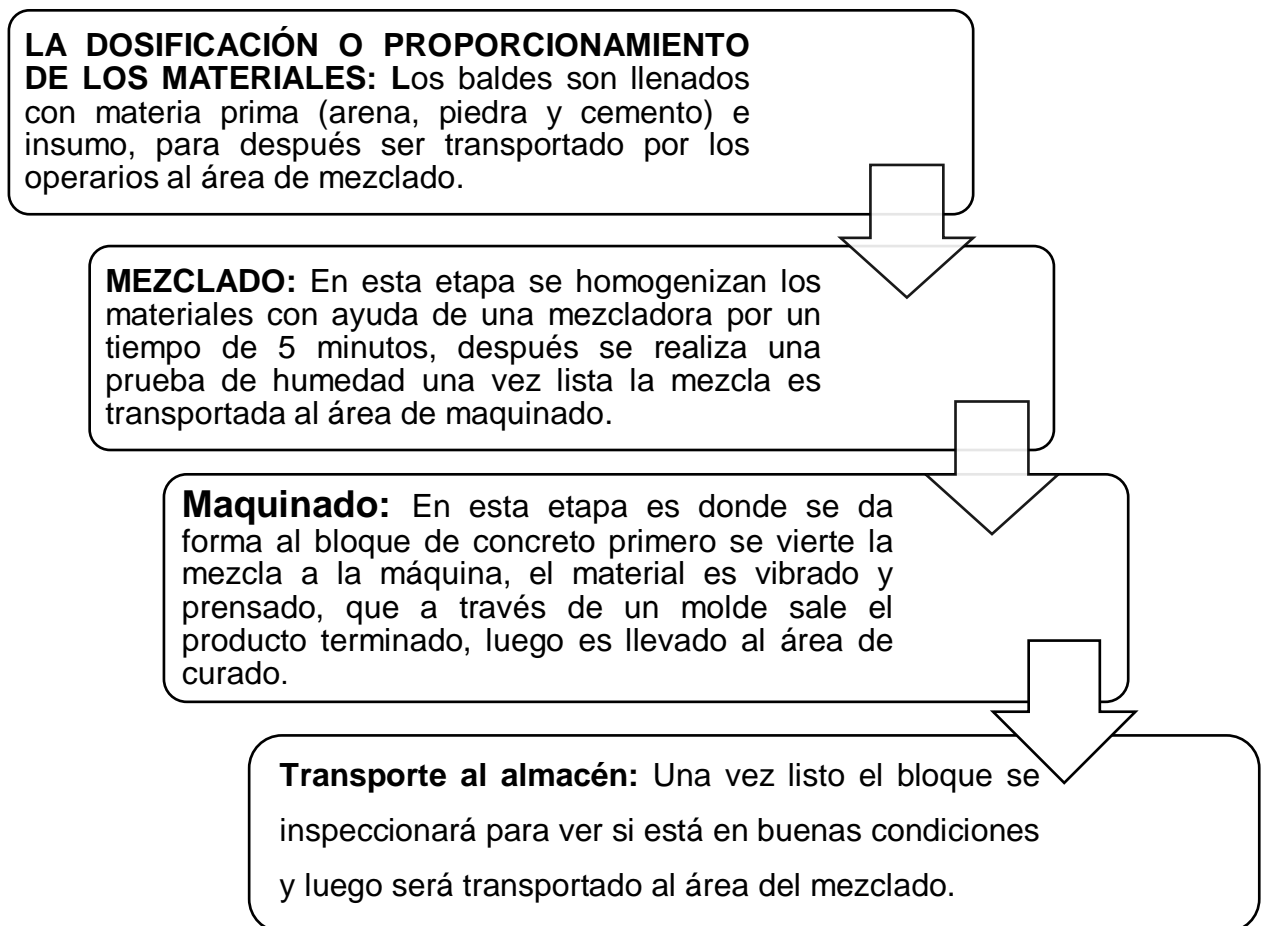 LA DOSIFICACIÓN O PROPORCIONAMIENTO
DE LOS MATERIALES: Los baldes son llenados
con materia prima (arena, piedra y cemento) e
insumo, para después ser transportado por los
operarios al área de mezclado.
MEZCLADO: En esta etapa se homogenizan los
materiales con ayuda de una mezcladora por un
tiempo de 5 minutos, después se realiza una
prueba de humedad una vez lista la mezcla es
transportada al área de maquinado.
Maquinado: En esta etapa es donde se da
forma al bloque de concreto primero se vierte la
mezcla a la máquina, el material es vibrado y
prensado, que a través de un molde sale el
producto terminado, luego es llevado al área de
curado.
Transporte al almacén: Una vez listo el bloque se
inspeccionará para ver si está en buenas condiciones
y luego será transportado al área del mezclado.